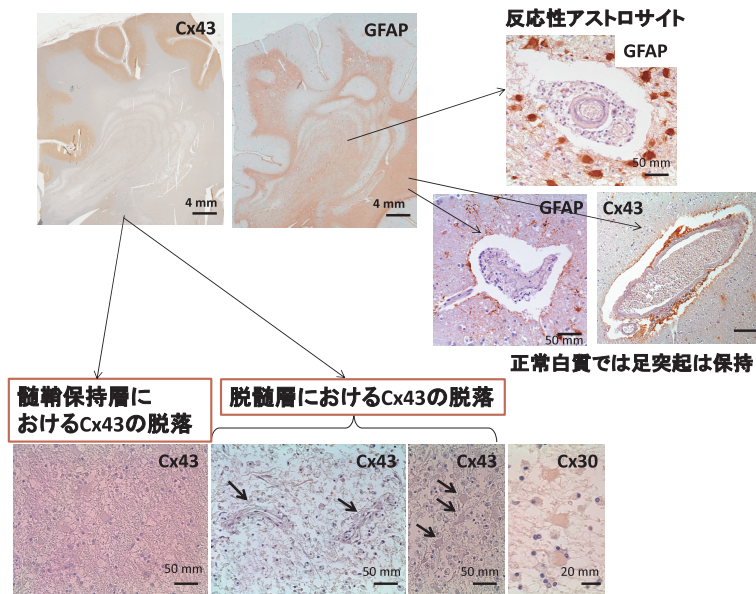 Cx43
4 mm
GFAP
4 mm
反応性アストロサイト
GFAP
50 mm
GFAP
50 mm
Cx43
正常白質では足突起は保持
髄鞘保持層に
おけるCx43の脱落
脱髄層におけるCx43の脱落
Cx43
50 mm
Cx43
50 mm
Cx43
50 mm
Cx30
20 mm